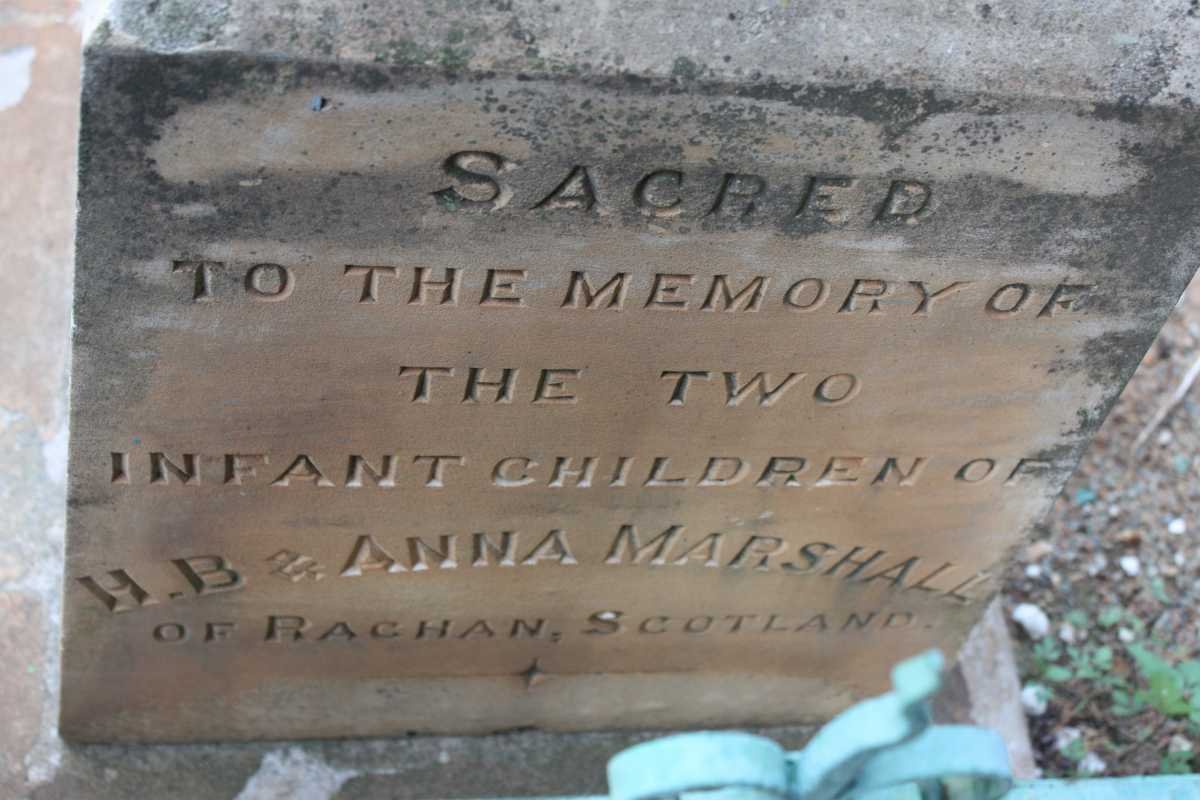 SACRED
TO THE MEMORY OF
THE TWO
INFANT CHILDREN OF
H.B & ANNA MARSHALL
OF RACHAN, SCOTLAND.